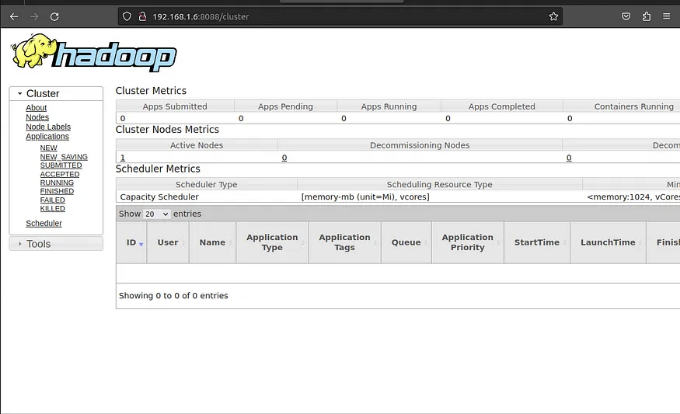 192.168.1.6:8088/cluster
hadoop
Cluster
About
Nodes
Node Labels
Applications
NEW
NEW_SAVING
SUBMITTED
ACCEPTED
RUNNING
FINISHED
FAILED
KILLED
Scheduler
Tools
Cluster Metrics
Apps Submitted Apps Pending Apps Running Apps Completed Containers Running
0 0 0 0 0
Cluster Nodes Metrics
Active Nodes Decommissioning Nodes Decom
1 0 0
Scheduler Metrics
Scheduler Type Scheduling Resource Type Min
Capacity Scheduler [memory-mb (unit=Mi), vcores] <memory:1024, vCores
Show 20 entries
ID User Name Application Type Application Tags Queue Application Priority StartTime LaunchTime Finish
Showing 0 to 0 of 0 entries